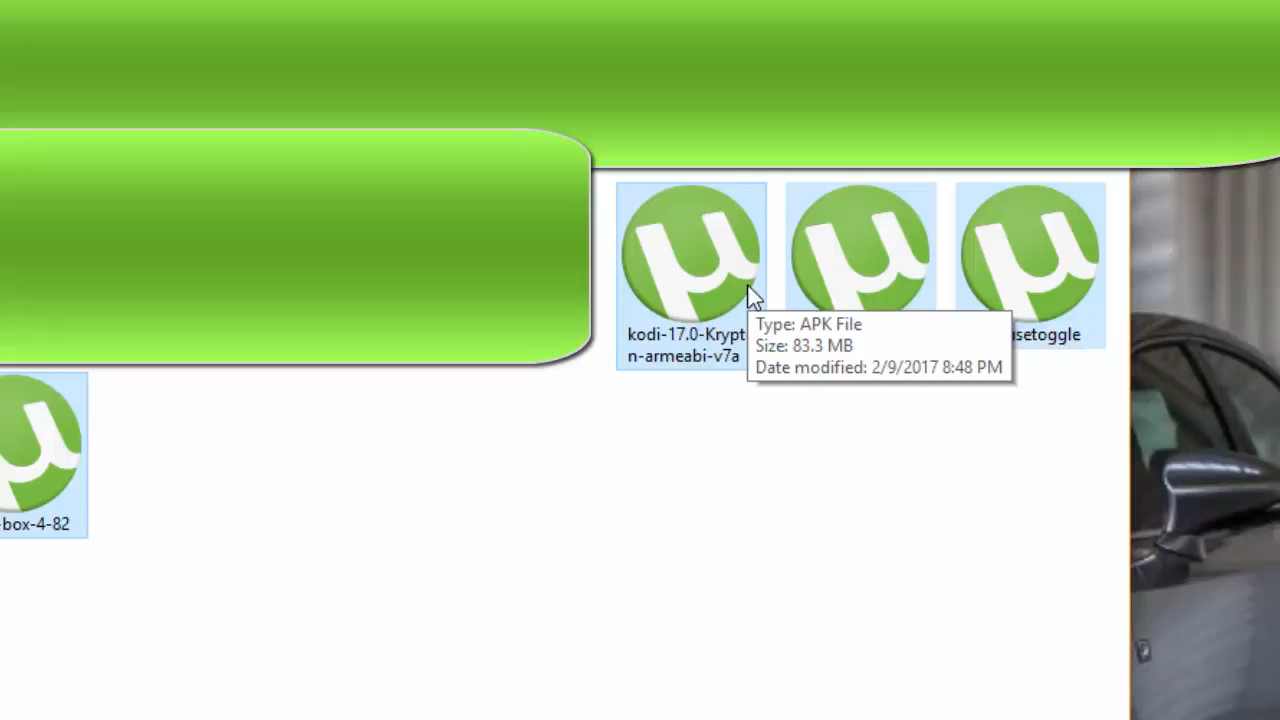 kodi-17.0-Krypt
n-armeabi-v7a
Type: APK File
Size: 83.3 MB
Date modified: 2/9/2017 8:48 PM
usetoggle
-box-4-82